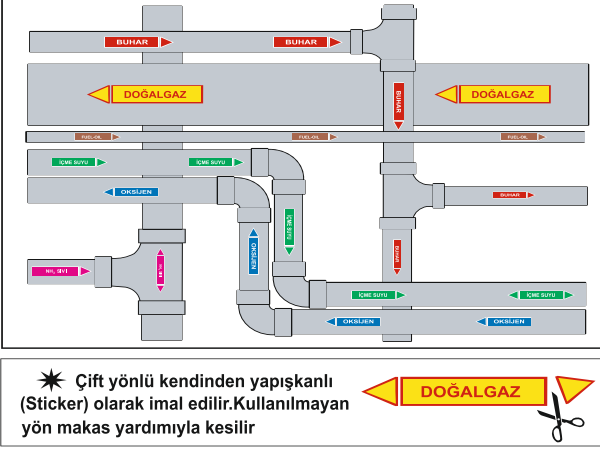 BUHAR
BUHAR
DOĞALGAZ
BUHAR
DOĞALGAZ
FUEL-OIL
FUEL-OIL
FUEL-OIL
İÇME SUYU
İÇME SUYU
OKSİJEN
BUHAR
İÇME SUYU
OKSİJEN
BUHAR
NH₃ SIVI
NH₃ SIVI
İÇME SUYU
İÇME SUYU
OKSİJEN
OKSİJEN
Çift yönlü kendinden yapışkanlı
(Sticker) olarak imal edilir.Kullanılmayan
yön makas yardımıyla kesilir
DOĞALGAZ